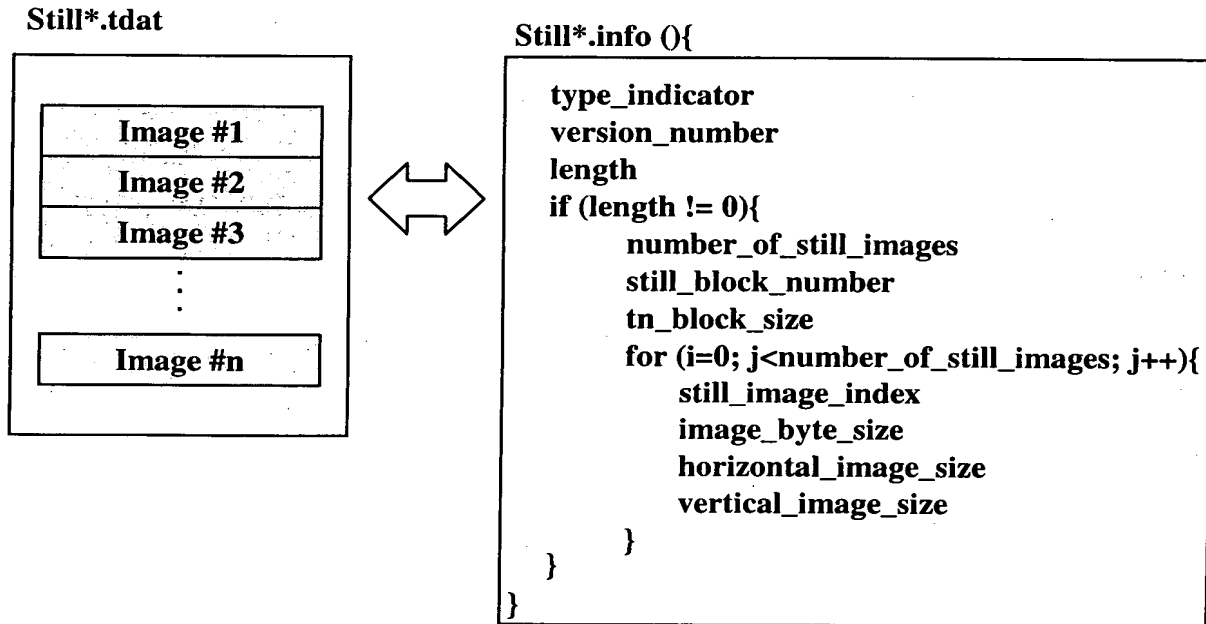 Still*.tdat
Image #1
Image #2
Image #3
Image #n
Still*.info (){
type_indicator
version_number
length
if (length != 0){
number_of_still_images
still_block_number
tn_block_size
for (i=0; j<number_of_still_images; j++){
still_image_index
image_byte_size
horizontal_image_size
vertical_image_size
}
}
}